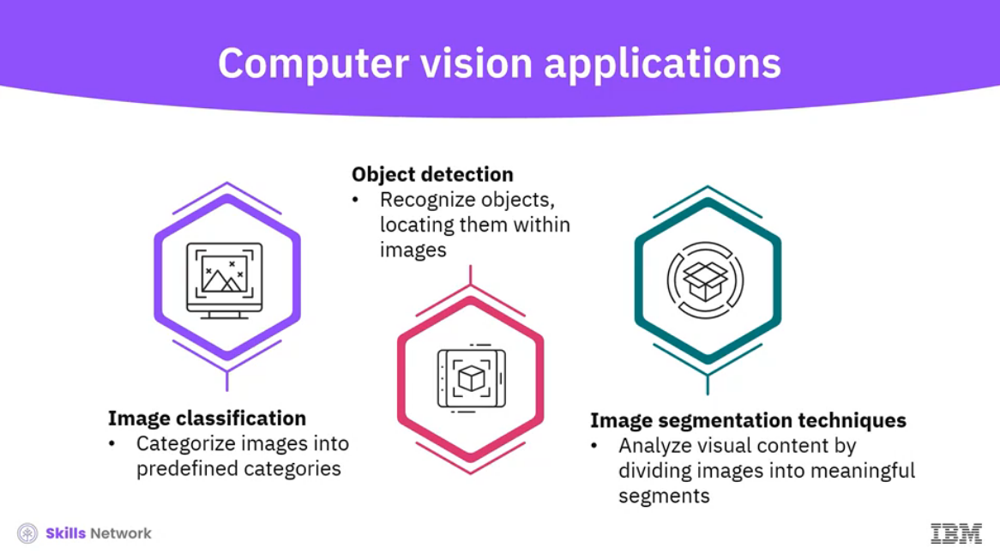 Computer vision applications
Object detection
• Recognize objects,
locating them within
images
Image classification
• Categorize images into
predefined categories
Image segmentation techniques
• Analyze visual content by
dividing images into meaningful
segments
Skills Network
IBM